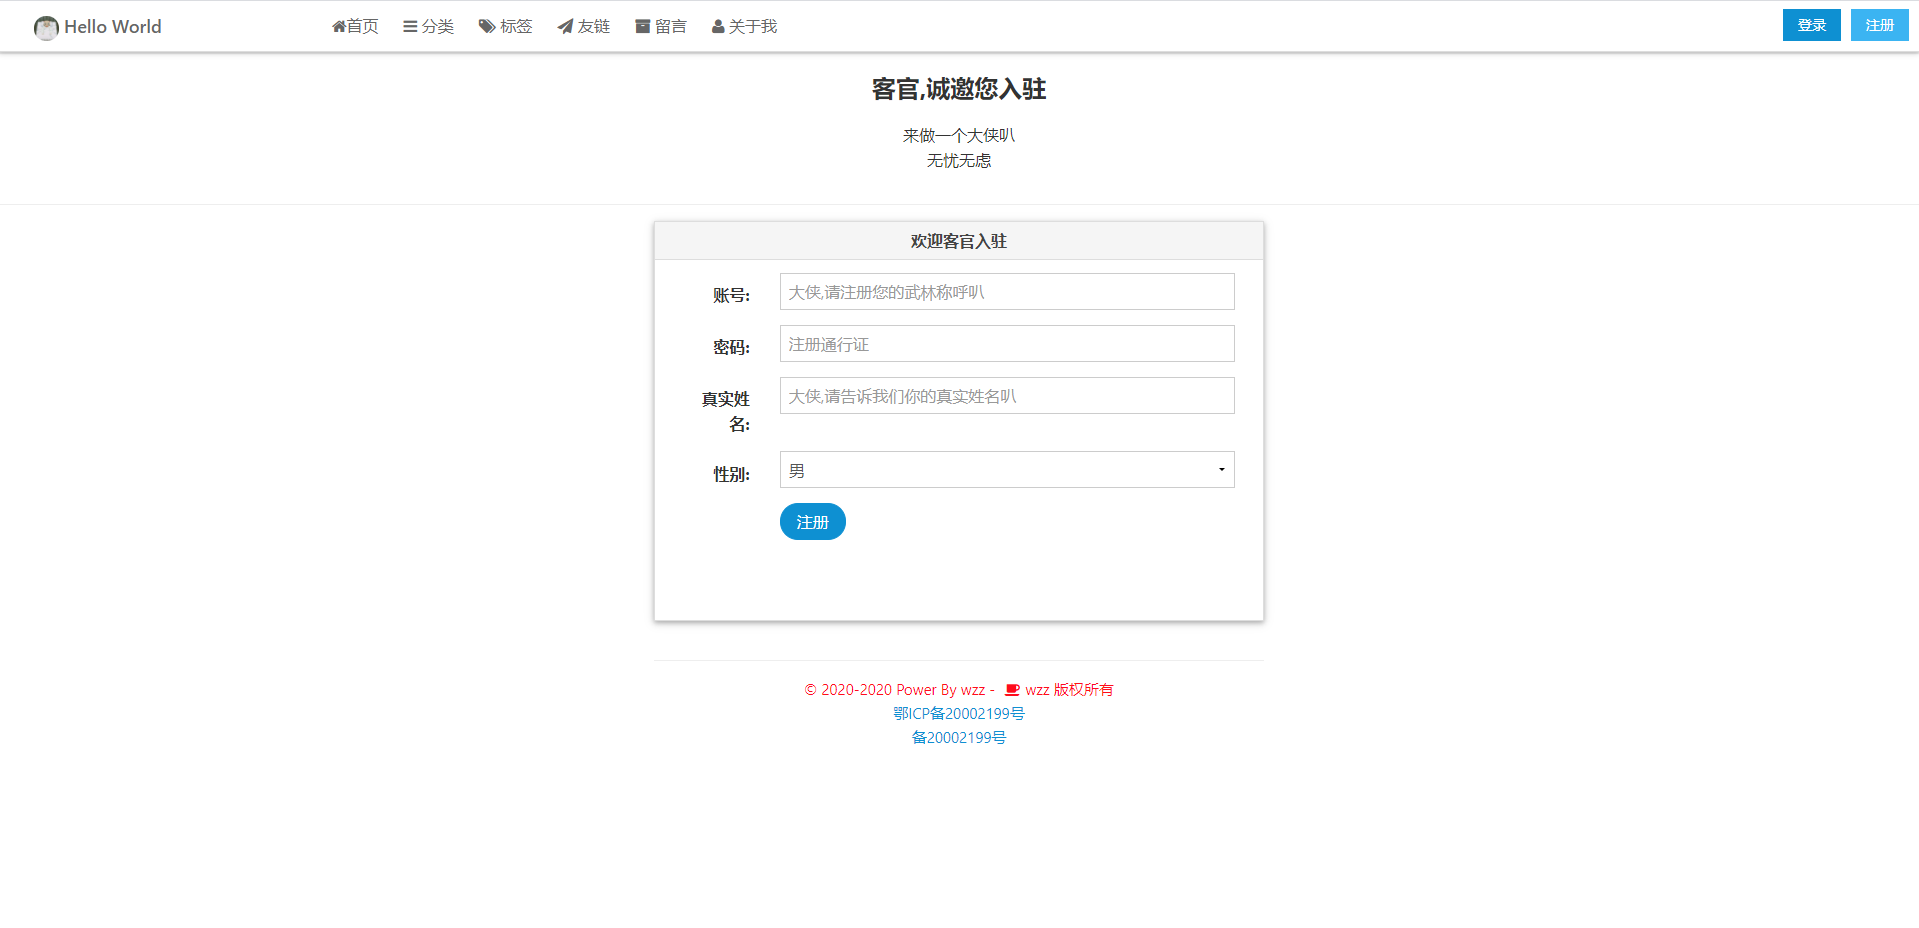 Hello World 首页 分类 标签 友链 留言 关于我 登录 注册
客官,诚邀您入驻
来做一个大侠叭
无忧无虑
欢迎客官入驻
账号: 大侠,请注册您的武林称呼叭
密码: 注册通行证
真实姓 大侠,请告诉我们你的真实姓名叭
名:
性别: 男
注册
© 2020-2020 Power By wzz - wzz 版权所有
鄂ICP备20002199号
备20002199号